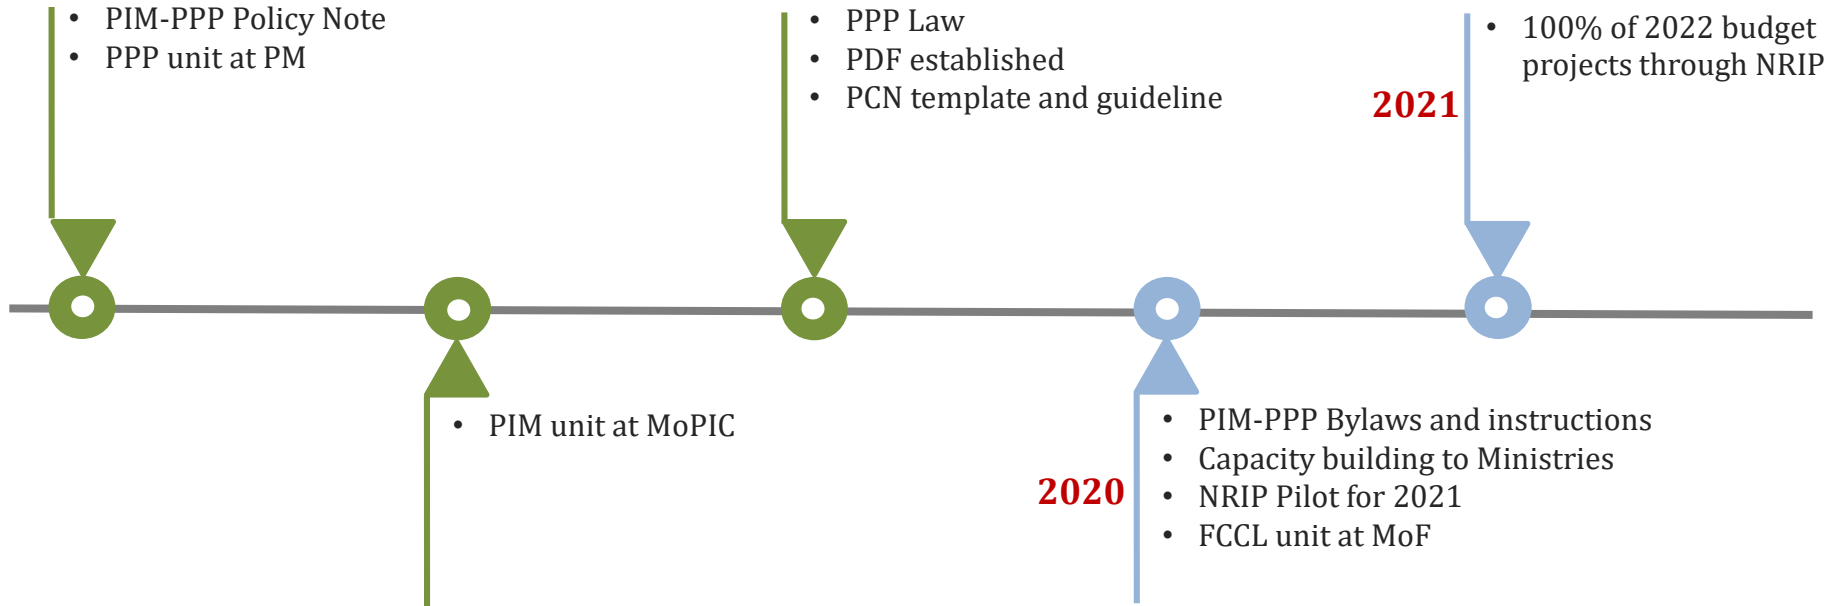 • PIM-PPP Policy Note
• PPP unit at PM
• PIM unit at MoPIC
• PPP Law
• PDF established
• PCN template and guideline
2020
• PIM-PPP Bylaws and instructions
• Capacity building to Ministries
• NRIP Pilot for 2021
• FCCL unit at MoF
2021
• 100% of 2022 budget
projects through NRIP